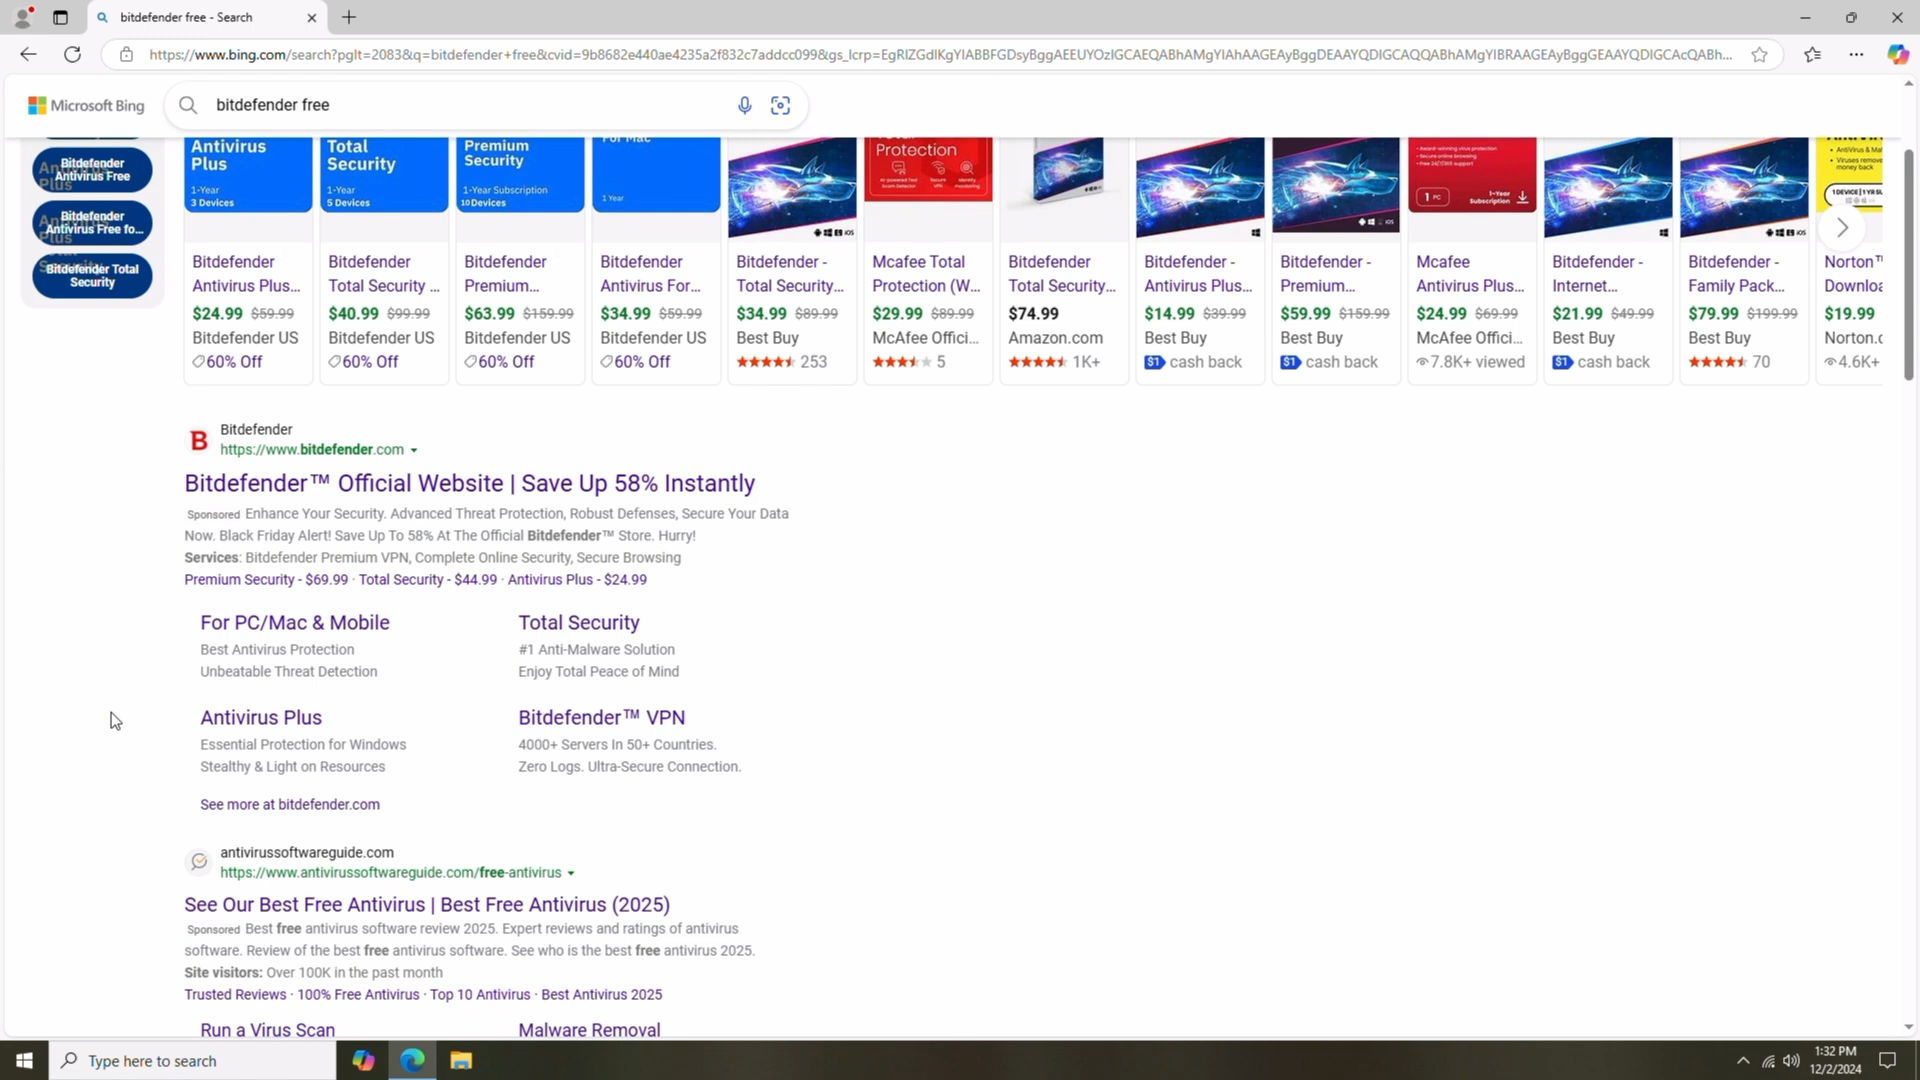 bitdefender free - Search
https://www.bing.com/search?pglt=2083&q=bitdefender+free&cvid=9b8682e440ae4235a2f832c7addcc099&gs_lcrp=EgRlZGdlKgYIABBFGDsyBggAEEUYOzIGCAEQABhAMgYIAhAAGEAyBggDEAAYQDIGCAQQABhAMgYIBRAAGEAyBggGEAAYQDIGCAcQABh...
Microsoft Bing
bitdefender free
Bitdefender
Antivirus Free
Bitdefender
Antivirus Free fo...
Bitdefender Total
Security
Antivirus
Plus
1-Year
3 Devices
Total
Security
1-Year
5 Devices
Premium
Security
1-Year Subscription
10 Devices
For Mac
1 Year
Protection
1 PC
1-Year
Subscription
Bitdefender
Antivirus Plus...
$24.99 $59.99
Bitdefender US
60% Off
Bitdefender
Total Security ...
$40.99 $99.99
Bitdefender US
60% Off
Bitdefender
Premium...
$63.99 $159.99
Bitdefender US
60% Off
Bitdefender
Antivirus For...
$34.99 $59.99
Bitdefender US
60% Off
Bitdefender -
Total Security...
$34.99 $89.99
Best Buy
253
Mcafee Total
Protection (W...
$29.99 $89.99
McAfee Offici...
5
Bitdefender
Total Security...
$74.99
Amazon.com
1K+
Bitdefender -
Antivirus Plus...
$14.99 $39.99
Best Buy
$1 cash back
Bitdefender -
Premium...
$59.99 $159.99
Best Buy
$1 cash back
Mcafee
Antivirus Plus...
$24.99 $69.99
McAfee Offici...
7.8K+ viewed
Bitdefender -
Internet...
$21.99 $49.99
Best Buy
$1 cash back
Bitdefender -
Family Pack...
$79.99 $199.99
Best Buy
70
Norton™
Downloa
$19.99
Norton.c
4.6K+
Bitdefender
https://www.bitdefender.com
Bitdefender™ Official Website | Save Up 58% Instantly
Sponsored Enhance Your Security. Advanced Threat Protection, Robust Defenses, Secure Your Data
Now. Black Friday Alert! Save Up To 58% At The Official Bitdefender™ Store. Hurry!
Services: Bitdefender Premium VPN, Complete Online Security, Secure Browsing
Premium Security - $69.99 · Total Security - $44.99 · Antivirus Plus - $24.99
For PC/Mac & Mobile
Best Antivirus Protection
Unbeatable Threat Detection
Total Security
#1 Anti-Malware Solution
Enjoy Total Peace of Mind
Antivirus Plus
Essential Protection for Windows
Stealthy & Light on Resources
Bitdefender™ VPN
4000+ Servers In 50+ Countries.
Zero Logs. Ultra-Secure Connection.
See more at bitdefender.com
antivirussoftwareguide.com
https://www.antivirussoftwareguide.com/free-antivirus
See Our Best Free Antivirus | Best Free Antivirus (2025)
Sponsored Best free antivirus software review 2025. Expert reviews and ratings of antivirus
software. Review of the best free antivirus software. See who is the best free antivirus 2025.
Site visitors: Over 100K in the past month
Trusted Reviews · 100% Free Antivirus · Top 10 Antivirus · Best Antivirus 2025
Run a Virus Scan
Malware Removal
Type here to search
1:32 PM
12/2/2024